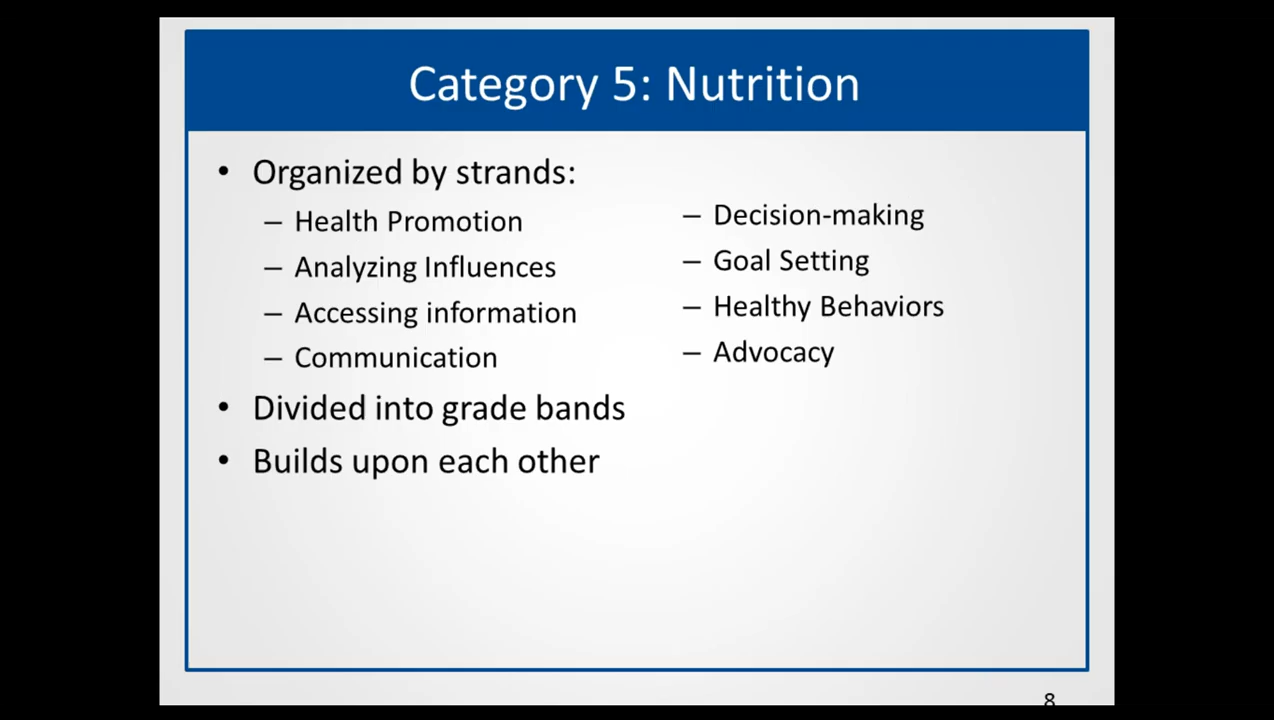 Category 5: Nutrition
• Organized by strands:
– Health Promotion
– Analyzing Influences
– Accessing information
– Communication
– Decision-making
– Goal Setting
– Healthy Behaviors
– Advocacy
• Divided into grade bands
• Builds upon each other
8